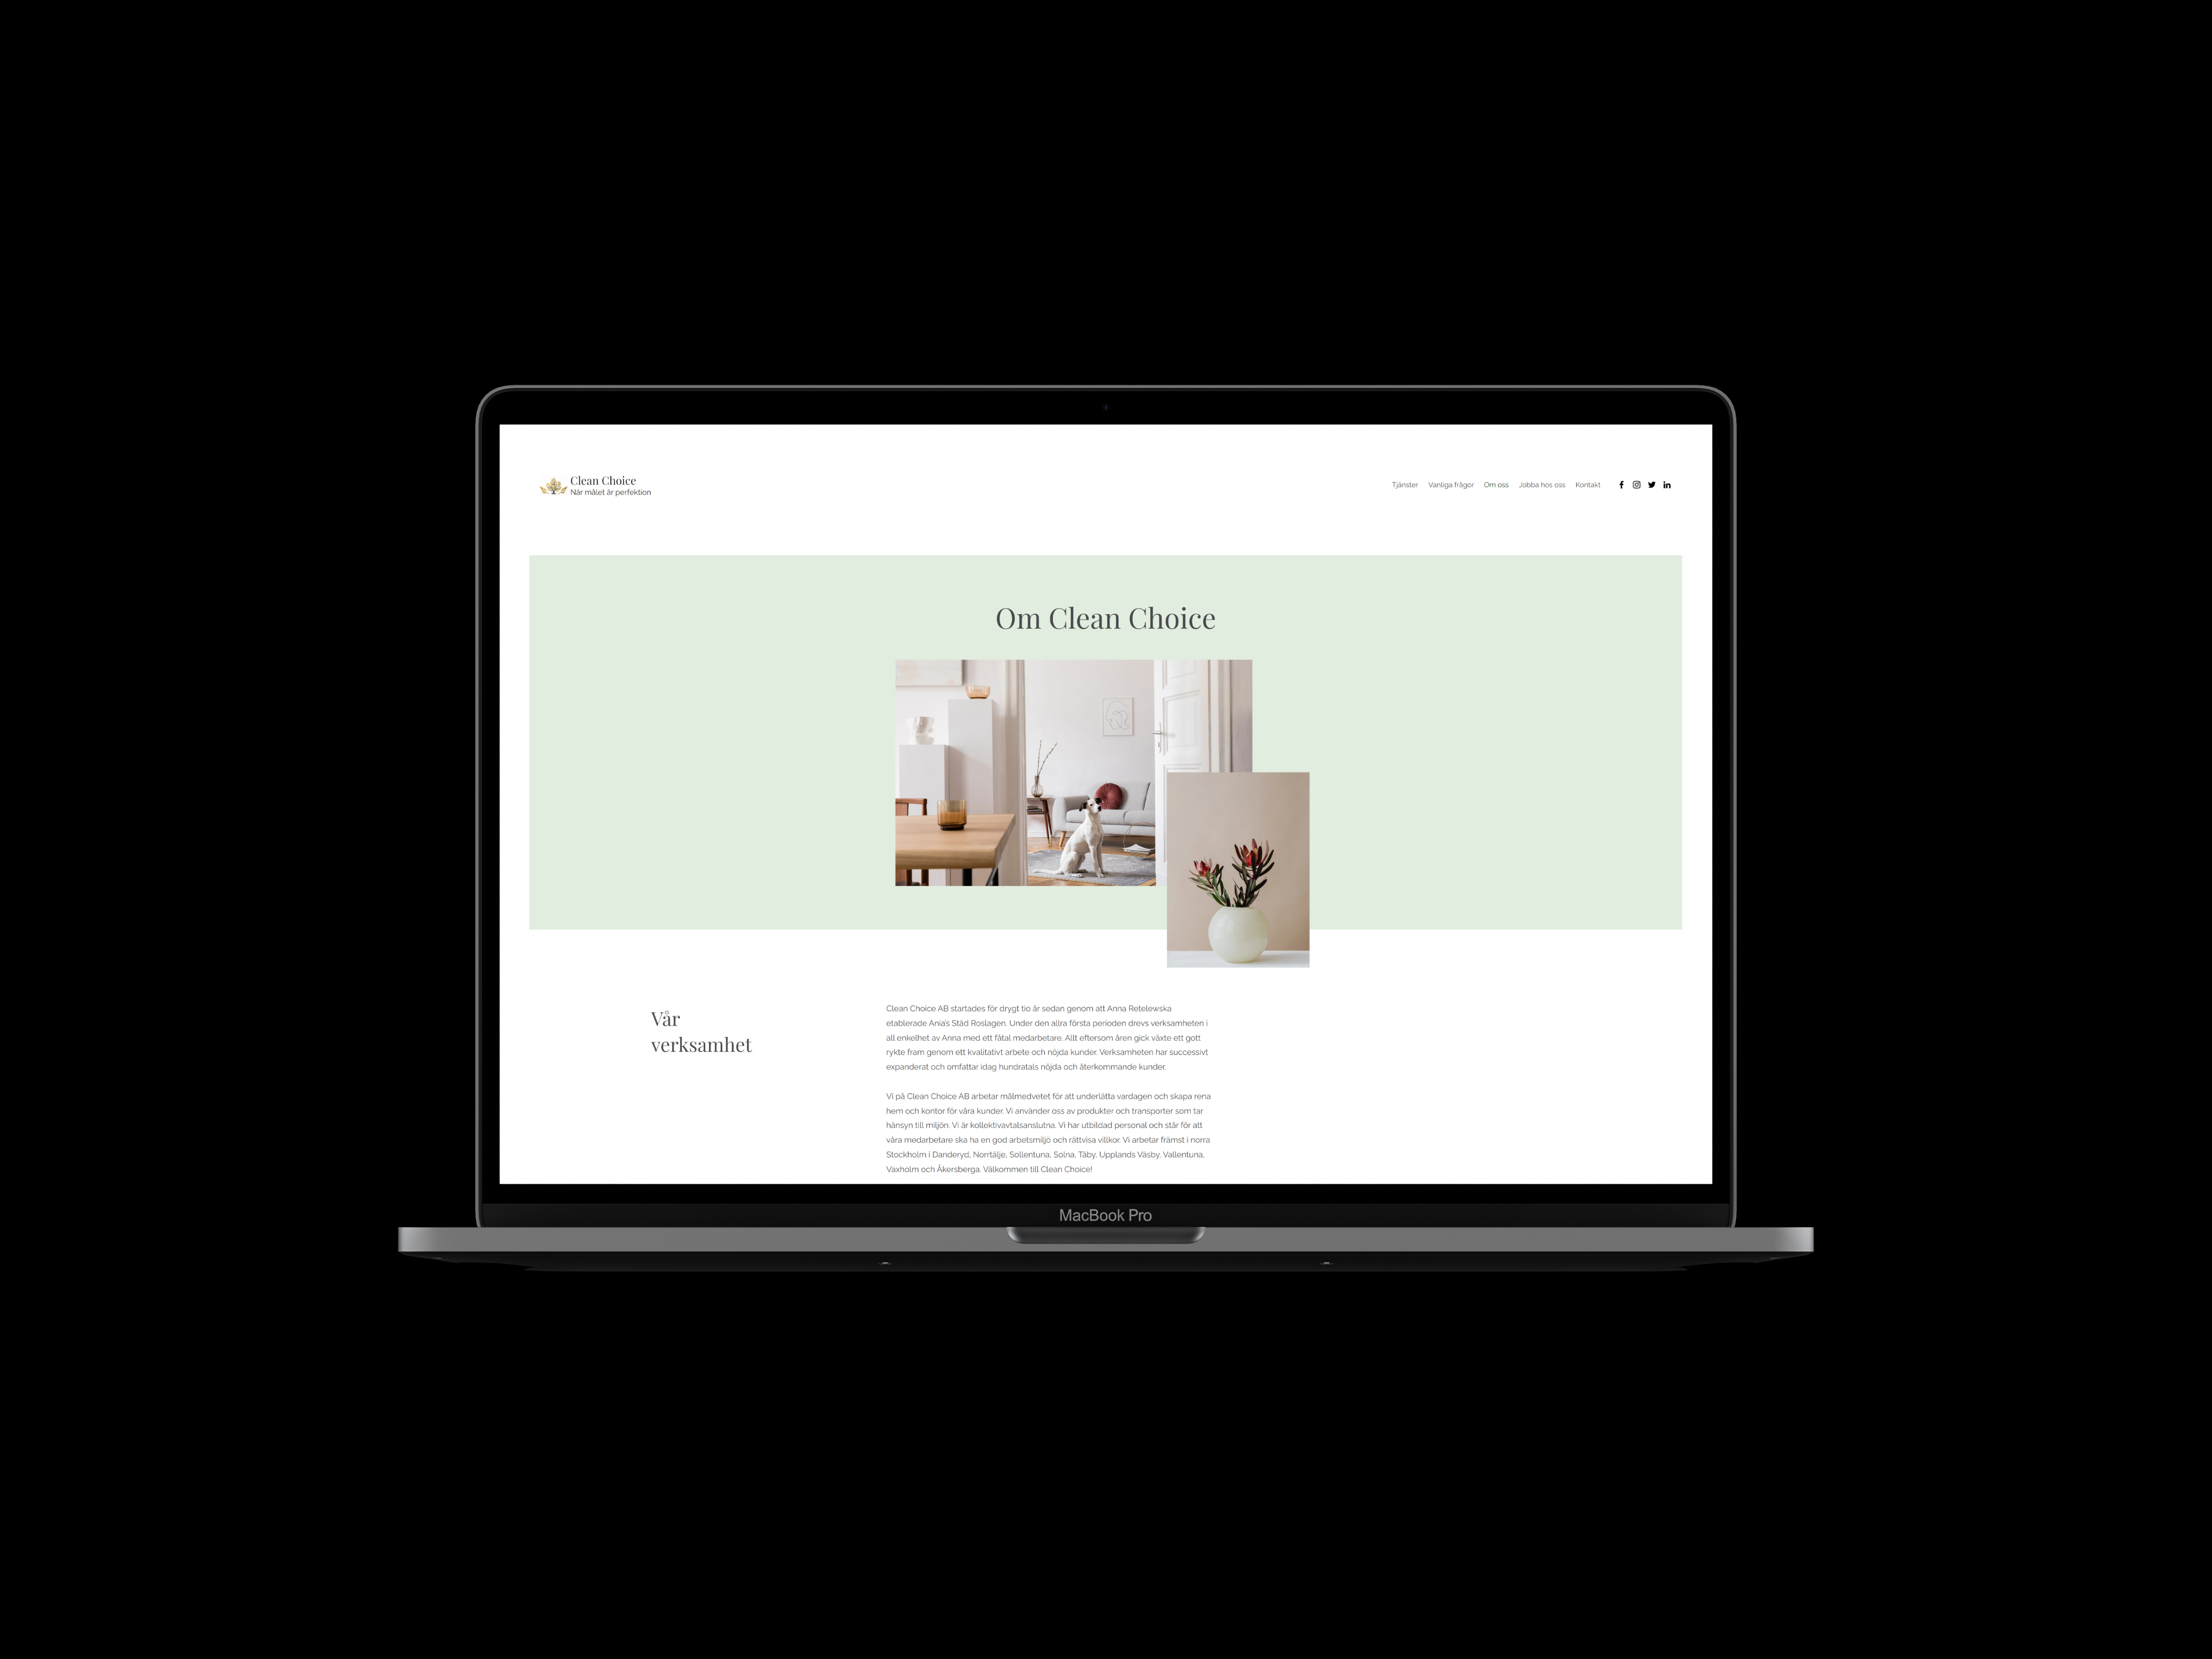 Clean Choice
När målet är perfektion
Tjänster Vanliga frågor Om oss Jobba hos oss Kontakt
Om Clean Choice
Vår
verksamhet
Clean Choice AB startades för drygt tio år sedan genom att Anna Retelewska
etablerade Ania's Städ Roslagen. Under den allra första perioden drevs verksamheten i
all enkelhet av Anna med ett fåtal medarbetare. Allt eftersom åren gick växte ett gott
rykte fram genom ett kvalitativt arbete och nöjda kunder. Verksamheten har successivt
expanderat och omfattar idag hundratals nöjda och återkommande kunder.
Vi på Clean Choice AB arbetar målmedvetet för att underlätta vardagen och skapa rena
hem och kontor för våra kunder. Vi använder oss av produkter och transporter som tar
hänsyn till miljön. Vi är kollektivavtalsanslutna. Vi har utbildad personal och står för att
våra medarbetare ska ha en god arbetsmiljö och rättvisa villkor. Vi arbetar främst i norra
Stockholm i Danderyd, Norrtälje, Sollentuna, Solna, Täby, Upplands Väsby, Vallentuna,
Vaxholm och Åkersberga. Välkommen till Clean Choice!
MacBook Pro